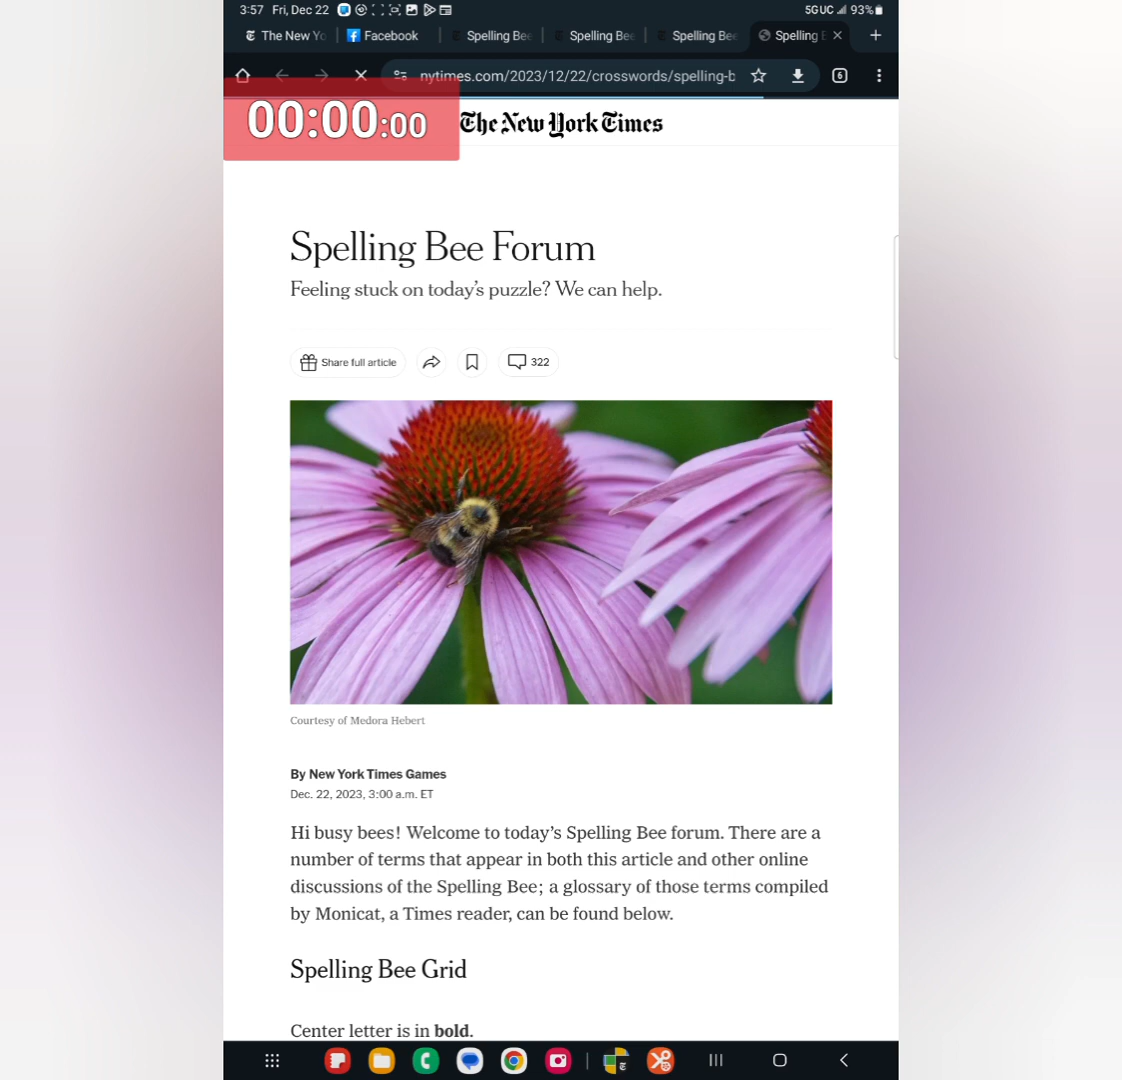 3:57 Fri, Dec 22
5GUC 93%
The New Yo
Facebook
Spelling Bee
Spelling Bee
Spelling Bee
Spelling B
nytimes.com/2023/12/22/crosswords/spelling-b
6
00:00:00
The New York Times
Spelling Bee Forum
Feeling stuck on today's puzzle? We can help.
Share full article
322
Courtesy of Medora Hebert
By New York Times Games
Dec. 22, 2023, 3:00 a.m. ET
Hi busy bees! Welcome to today's Spelling Bee forum. There are a
number of terms that appear in both this article and other online
discussions of the Spelling Bee; a glossary of those terms compiled
by Monicat, a Times reader, can be found below.
Spelling Bee Grid
Center letter is in bold.